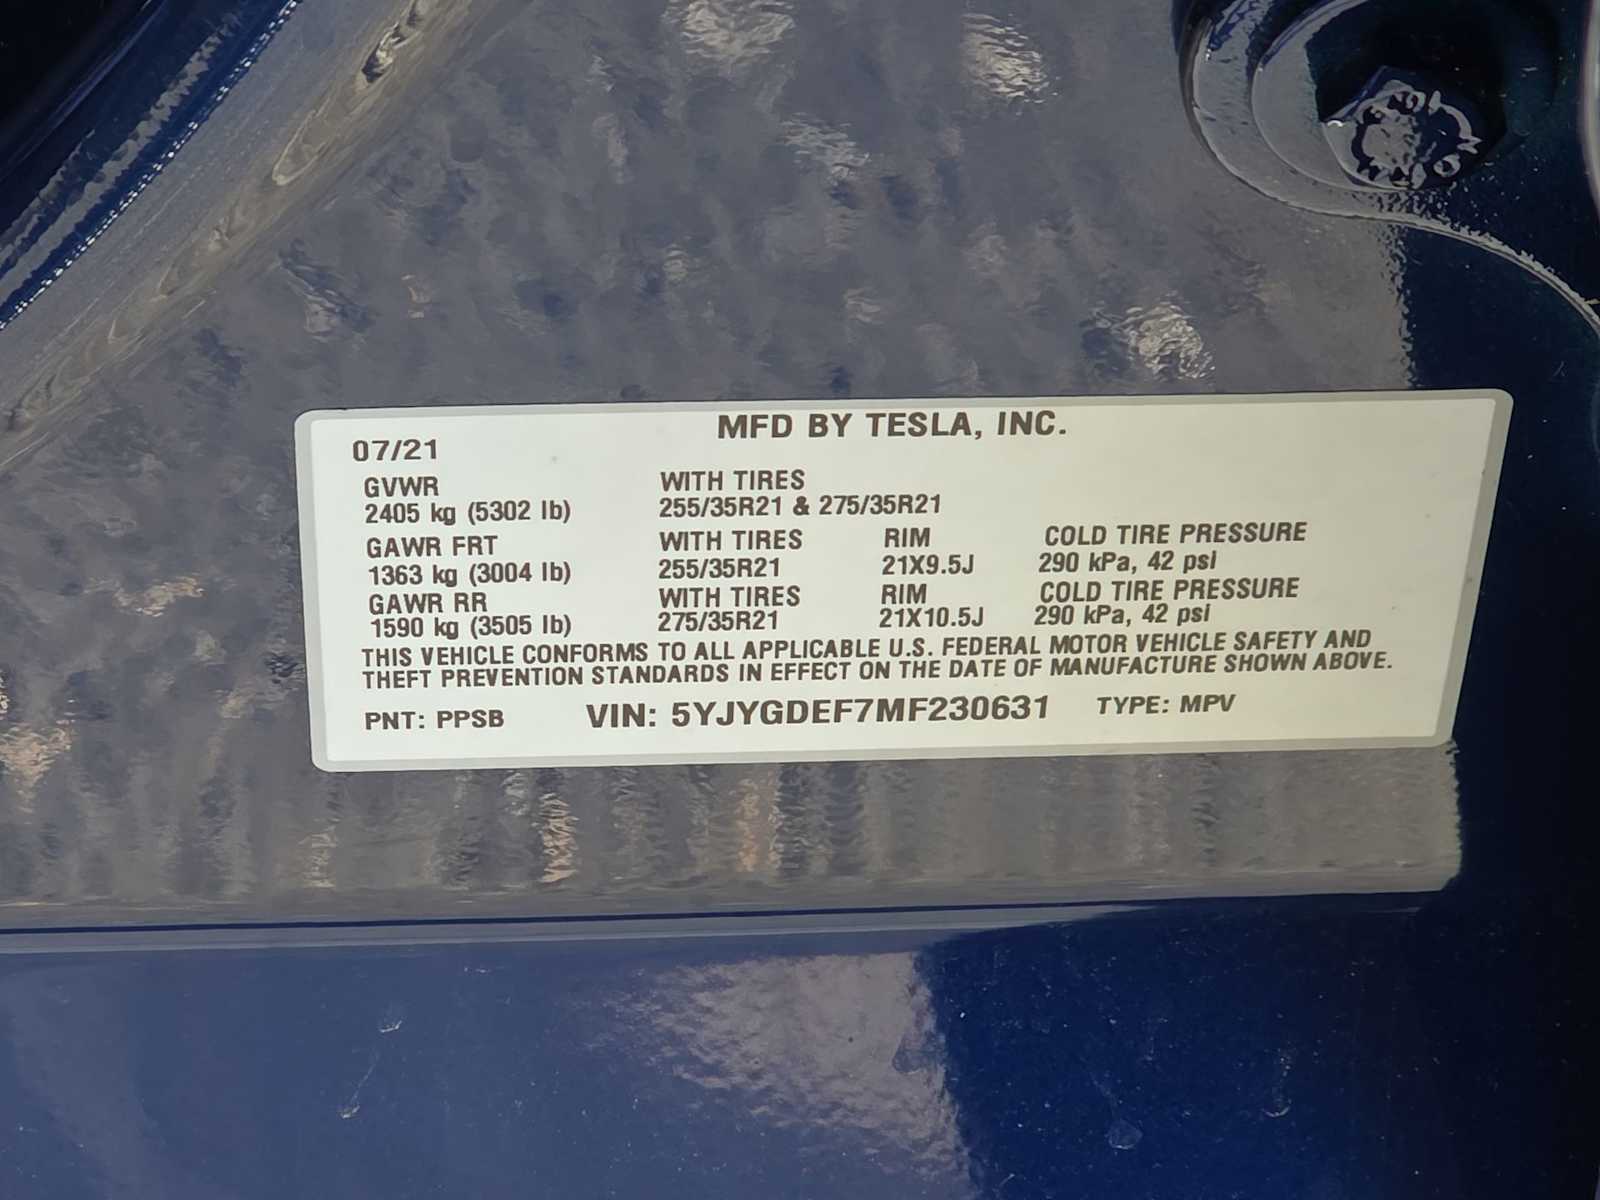 MFD BY TESLA, INC.
07/21
GVWR WITH TIRES
2405 kg (5302 lb) 255/35R21 & 275/35R21
GAWR FRT WITH TIRES RIM COLD TIRE PRESSURE
1363 kg (3004 lb) 255/35R21 21X9.5J 290 kPa, 42 psi
GAWR RR WITH TIRES RIM COLD TIRE PRESSURE
1590 kg (3505 lb) 275/35R21 21X10.5J 290 kPa, 42 psi
THIS VEHICLE CONFORMS TO ALL APPLICABLE U.S. FEDERAL MOTOR VEHICLE SAFETY AND
THEFT PREVENTION STANDARDS IN EFFECT ON THE DATE OF MANUFACTURE SHOWN ABOVE.
PNT: PPSB VIN: 5YJYGDEF7MF230631 TYPE: MPV